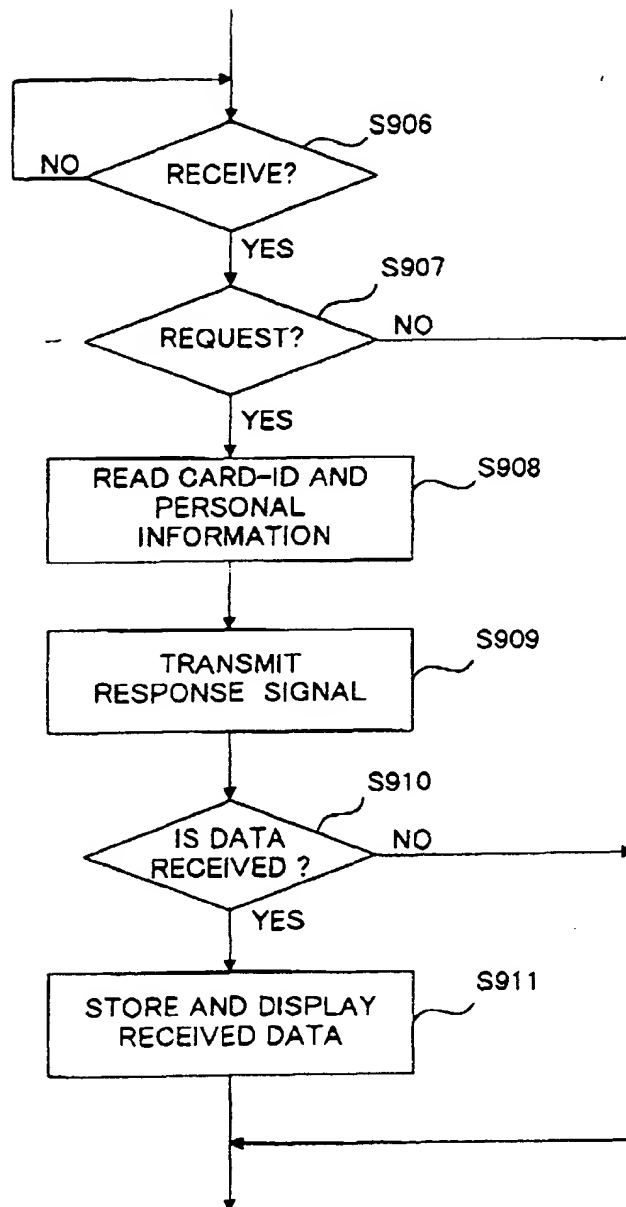 S906
NO
RECEIVE?
YES
S907
REQUEST?
NO
YES
S908
READ CARD-ID AND
PERSONAL
INFORMATION
S909
TRANSMIT
RESPONSE SIGNAL
S910
IS DATA
RECEIVED ?
NO
YES
S911
STORE AND DISPLAY
RECEIVED DATA